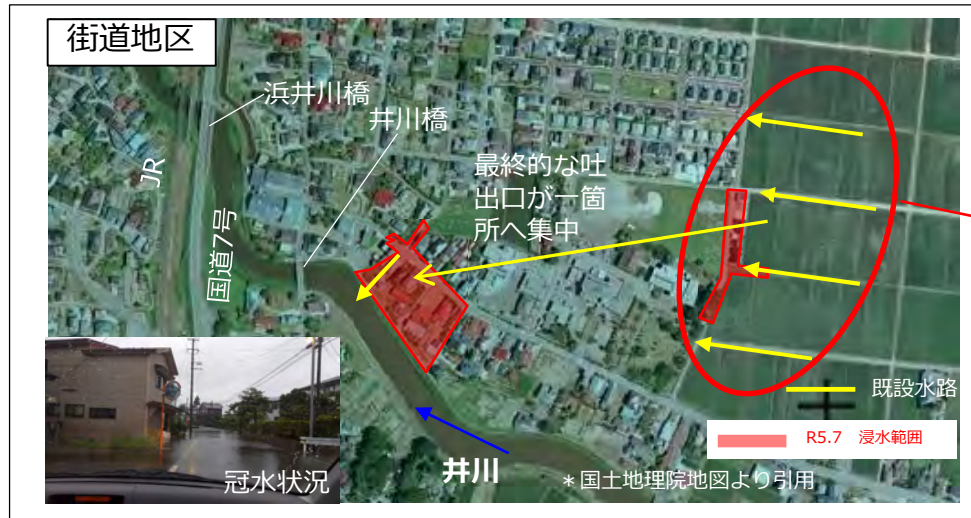 街道地区
浜井川橋
井川橋
JR
国道7号
最終的な吐
出口が一箇
所へ集中
既設水路
R5.7 浸水範囲
冠水状況
井川
＊国土地理院地図より引用